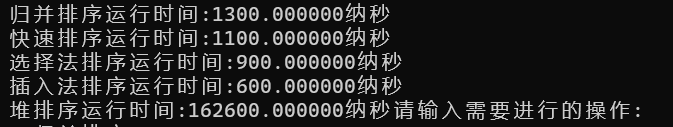 归并排序运行时间:1300.000000纳秒
快速排序运行时间:1100.000000纳秒
选择法排序运行时间:900.000000纳秒
插入法排序运行时间:600.000000纳秒
堆排序运行时间:162600.000000纳秒请输入需要进行的操作: